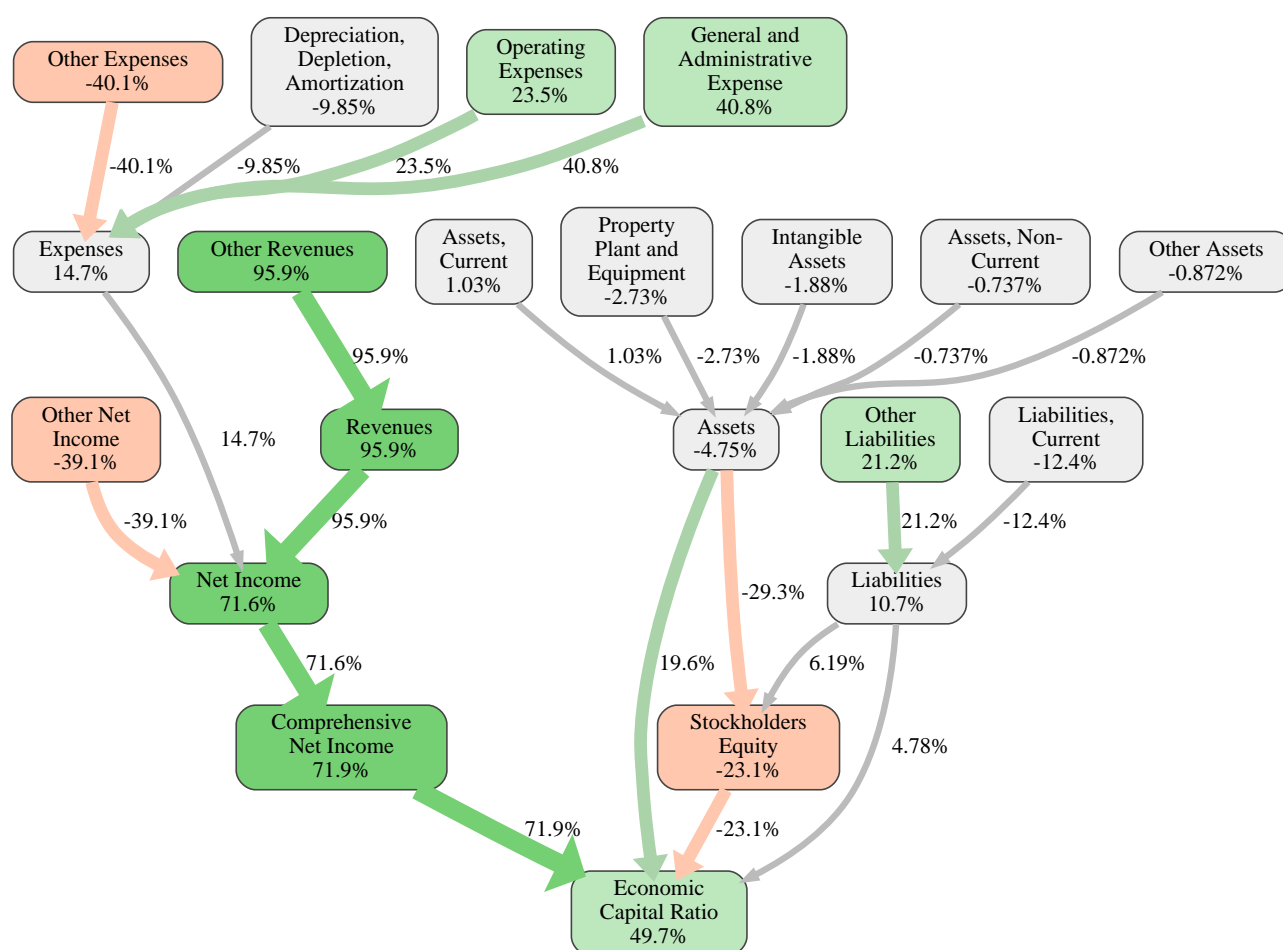 Other Expenses
-40.1%
Depreciation,
Depletion,
Amortization
-9.85%
Operating
Expenses
23.5%
General and
Administrative
Expense
40.8%
-40.1%
-9.85%
23.5%
40.8%
Expenses
14.7%
Other Revenues
95.9%
Assets,
Current
1.03%
Property
Plant and
Equipment
-2.73%
Intangible
Assets
-1.88%
Assets, Non-
Current
-0.737%
Other Assets
-0.872%
95.9%
1.03%
-2.73%
-1.88%
-0.737%
-0.872%
Other Net
Income
-39.1%
14.7%
Revenues
95.9%
Assets
-4.75%
Other
Liabilities
21.2%
Liabilities,
Current
-12.4%
-39.1%
95.9%
21.2%
-12.4%
Net Income
71.6%
-29.3%
Liabilities
10.7%
71.6%
19.6%
6.19%
Comprehensive
Net Income
71.9%
Stockholders
Equity
-23.1%
4.78%
71.9%
-23.1%
Economic
Capital Ratio
49.7%